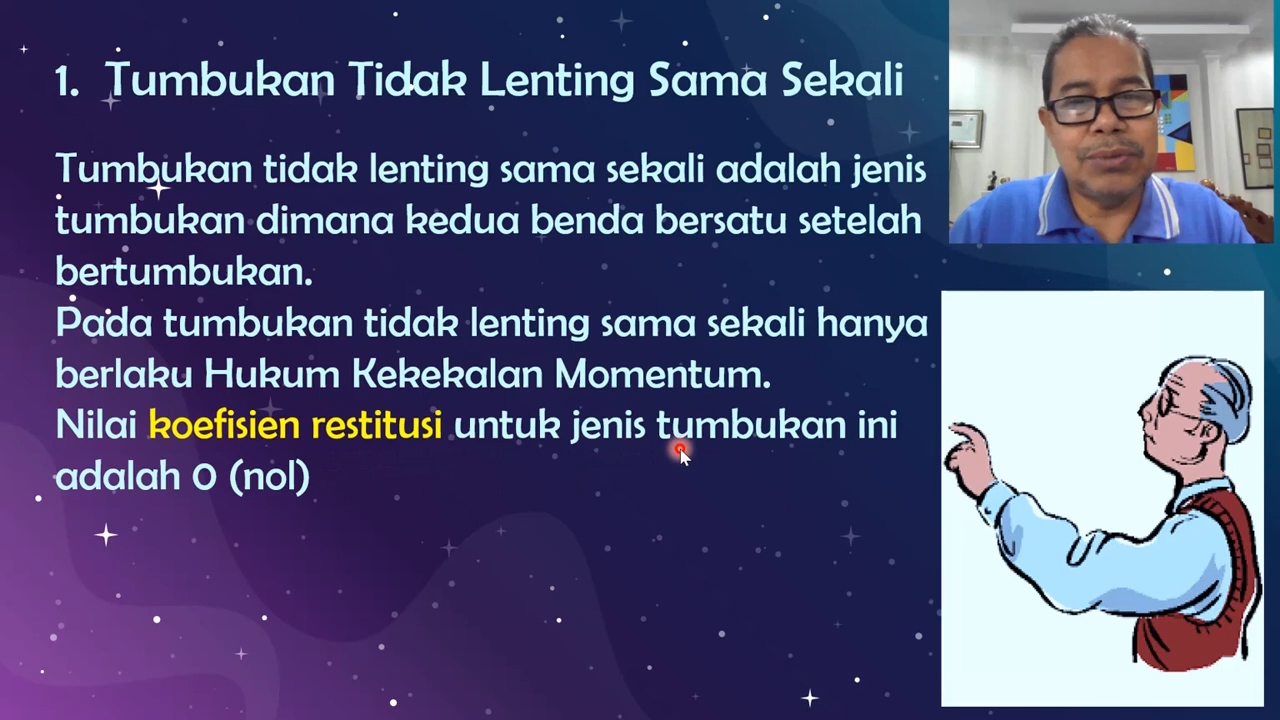 1. Tumbukan Tidak Lenting Sama Sekali
Tumbukan tidak lenting sama sekali adalah jenis
tumbukan dimana kedua benda bersatu setelah
bertumbukan.
Pada tumbukan tidak lenting sama sekali hanya
berlaku Hukum Kekekalan Momentum.
Nilai koefisien restitusi untuk jenis tumbukan ini
adalah 0 (nol)